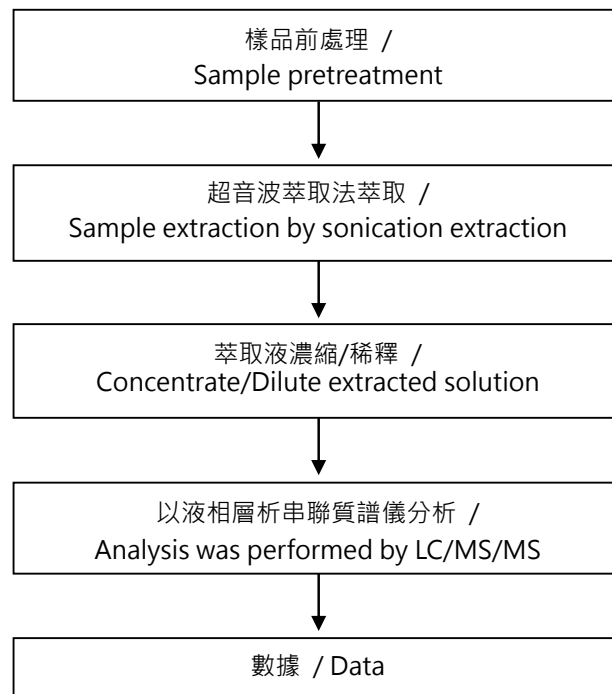 樣品前處理 /
Sample pretreatment
超音波萃取法萃取 /
Sample extraction by sonication extraction
萃取液濃縮/稀釋 /
Concentrate/Dilute extracted solution
以液相層析串聯質譜儀分析 /
Analysis was performed by LC/MS/MS
數據 / Data